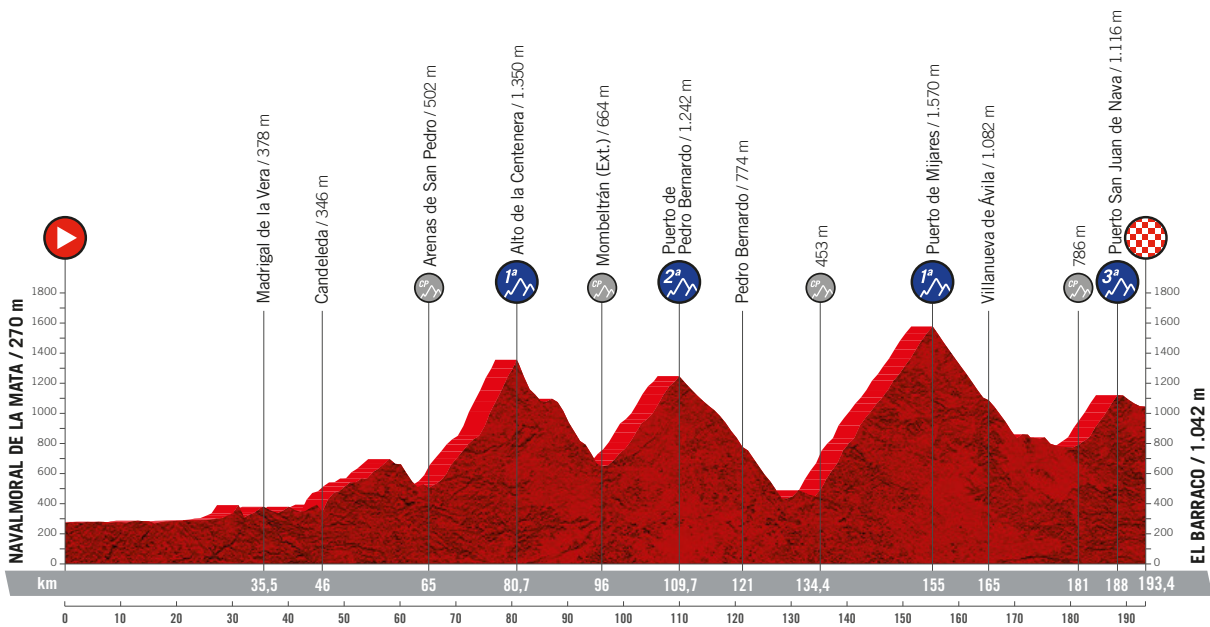 NAVALMORAL DE LA MATA / 270 m
Madrigal de la Vera / 378 m
Candeleda / 346 m
Arenas de San Pedro / 502 m
Alto de la Centenera / 1.350 m
Mombeltrán (Ext.) / 664 m
Puerto de
Pedro Bernardo / 1.242 m
Pedro Bernardo / 774 m
453 m
Puerto de Mijares / 1.570 m
Villanueva de Ávila / 1.082 m
786 m
Puerto San Juan de Nava / 1.116 m
EL BARRACO / 1.042 m
CP
1ª
CP
2ª
CP
1ª
CP
3ª
1800
1600
1400
1200
1000
800
600
400
200
0
1800
1600
1400
1200
1000
800
600
400
200
0
km 35,5 46 65 80,7 96 109,7 121 134,4 155 165 181 188 193,4
0 10 20 30 40 50 60 70 80 90 100 110 120 130 140 150 160 170 180 190